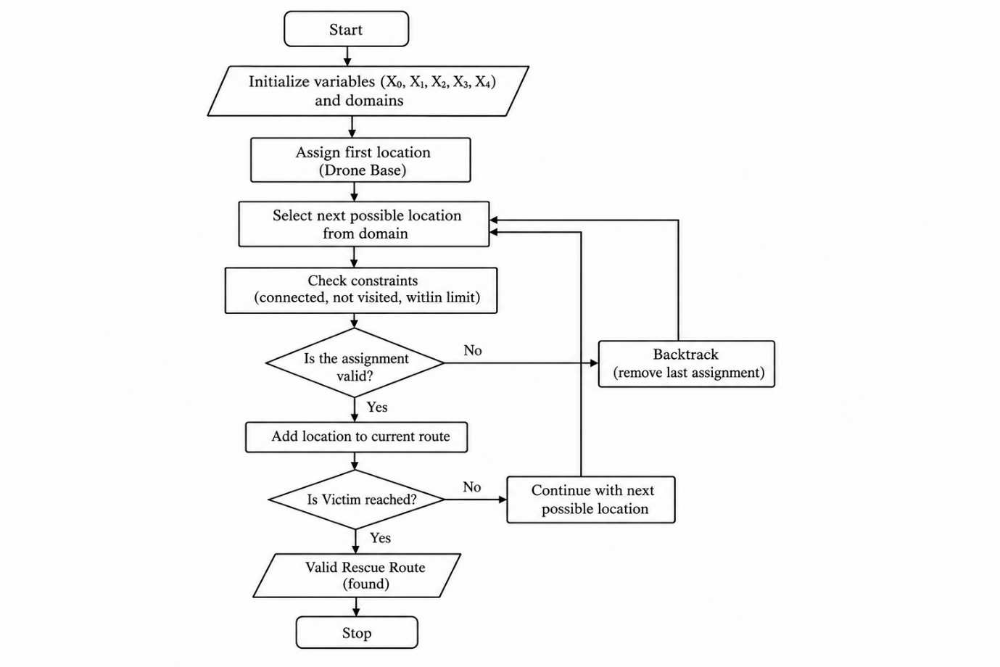 Start
Initialize variables (X₀, X₁, X₂, X₃, X₄)
and domains
Assign first location
(Drone Base)
Select next possible location
from domain
Check constraints
(connected, not visited, witlin limit)
Is the assignment
valid?
No
Backtrack
(remove last assignment)
Yes
Add location to current route
Is Victim reached?
No
Continue with next
possible location
Yes
Valid Rescue Route
(found)
Stop